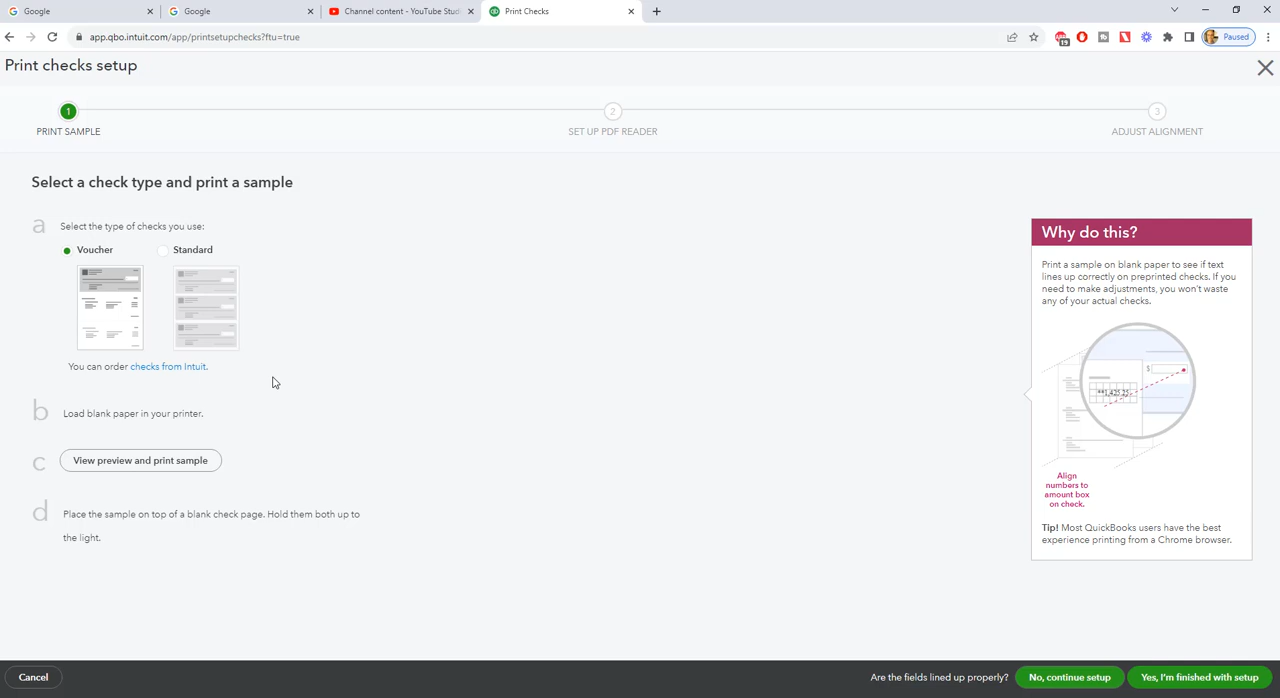 Google
Google
Channel content - YouTube Stud
Print Checks
app.qbo.intuit.com/app/printsetupchecks?ftu=true
19
Paused
Print checks setup
1
2
3
PRINT SAMPLE
SET UP PDF READER
ADJUST ALIGNMENT
Select a check type and print a sample
a
Select the type of checks you use:
Voucher
Standard
You can order checks from Intuit.
b
Load blank paper in your printer.
c
View preview and print sample
d
Place the sample on top of a blank check page. Hold them both up to
the light.
Why do this?
Print a sample on blank paper to see if text
lines up correctly on preprinted checks. If you
need to make adjustments, you won't waste
any of your actual checks.
$
**1,425.25
Align
numbers to
amount box
on check.
Tip! Most QuickBooks users have the best
experience printing from a Chrome browser.
Cancel
Are the fields lined up properly?
No, continue setup
Yes, I'm finished with setup